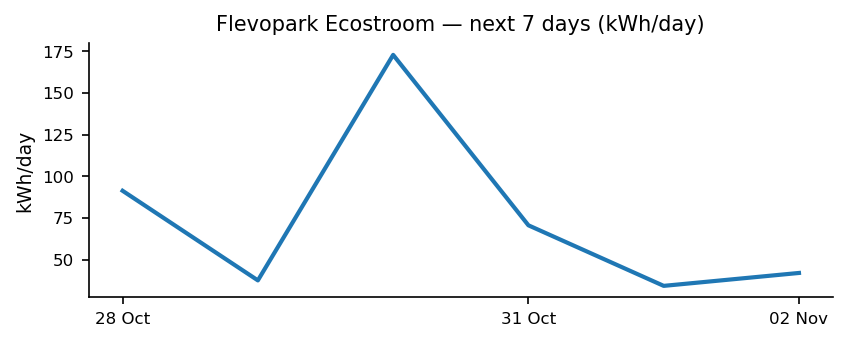 Flevopark Ecostroom — next 7 days (kWh/day)
kWh/day
175
150
125
100
75
50
28 Oct
31 Oct
02 Nov